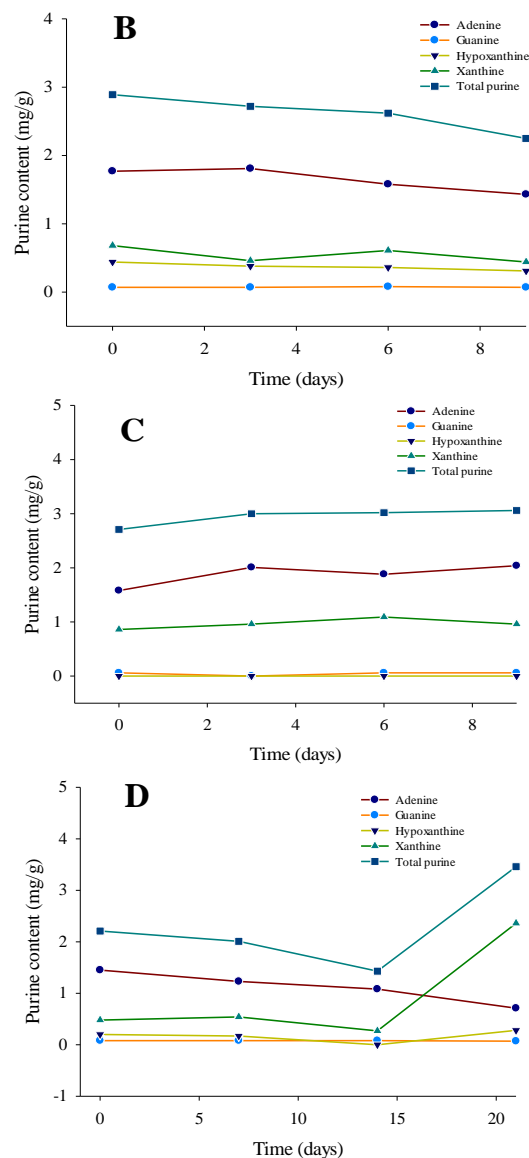 B
Adenine
Guanine
Hypoxanthine
Xanthine
Total purine
Purine content (mg/g)
4
3
2
1
0
0 2 4 6 8
Time (days)
C
Adenine
Guanine
Hypoxanthine
Xanthine
Total purine
Purine content (mg/g)
5
4
3
2
1
0
0 2 4 6 8
Time (days)
D
Adenine
Guanine
Hypoxanthine
Xanthine
Total purine
Purine content (mg/g)
5
4
3
2
1
0
-1
0 5 10 15 20
Time (days)